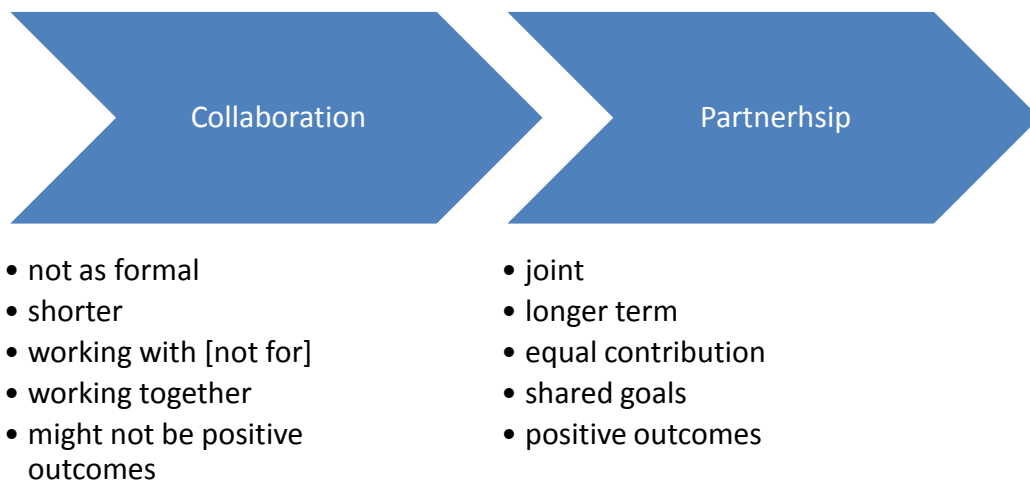 Collaboration
• not as formal
• shorter
• working with [not for]
• working together
• might not be positive
outcomes
Partnerhsip
• joint
• longer term
• equal contribution
• shared goals
• positive outcomes